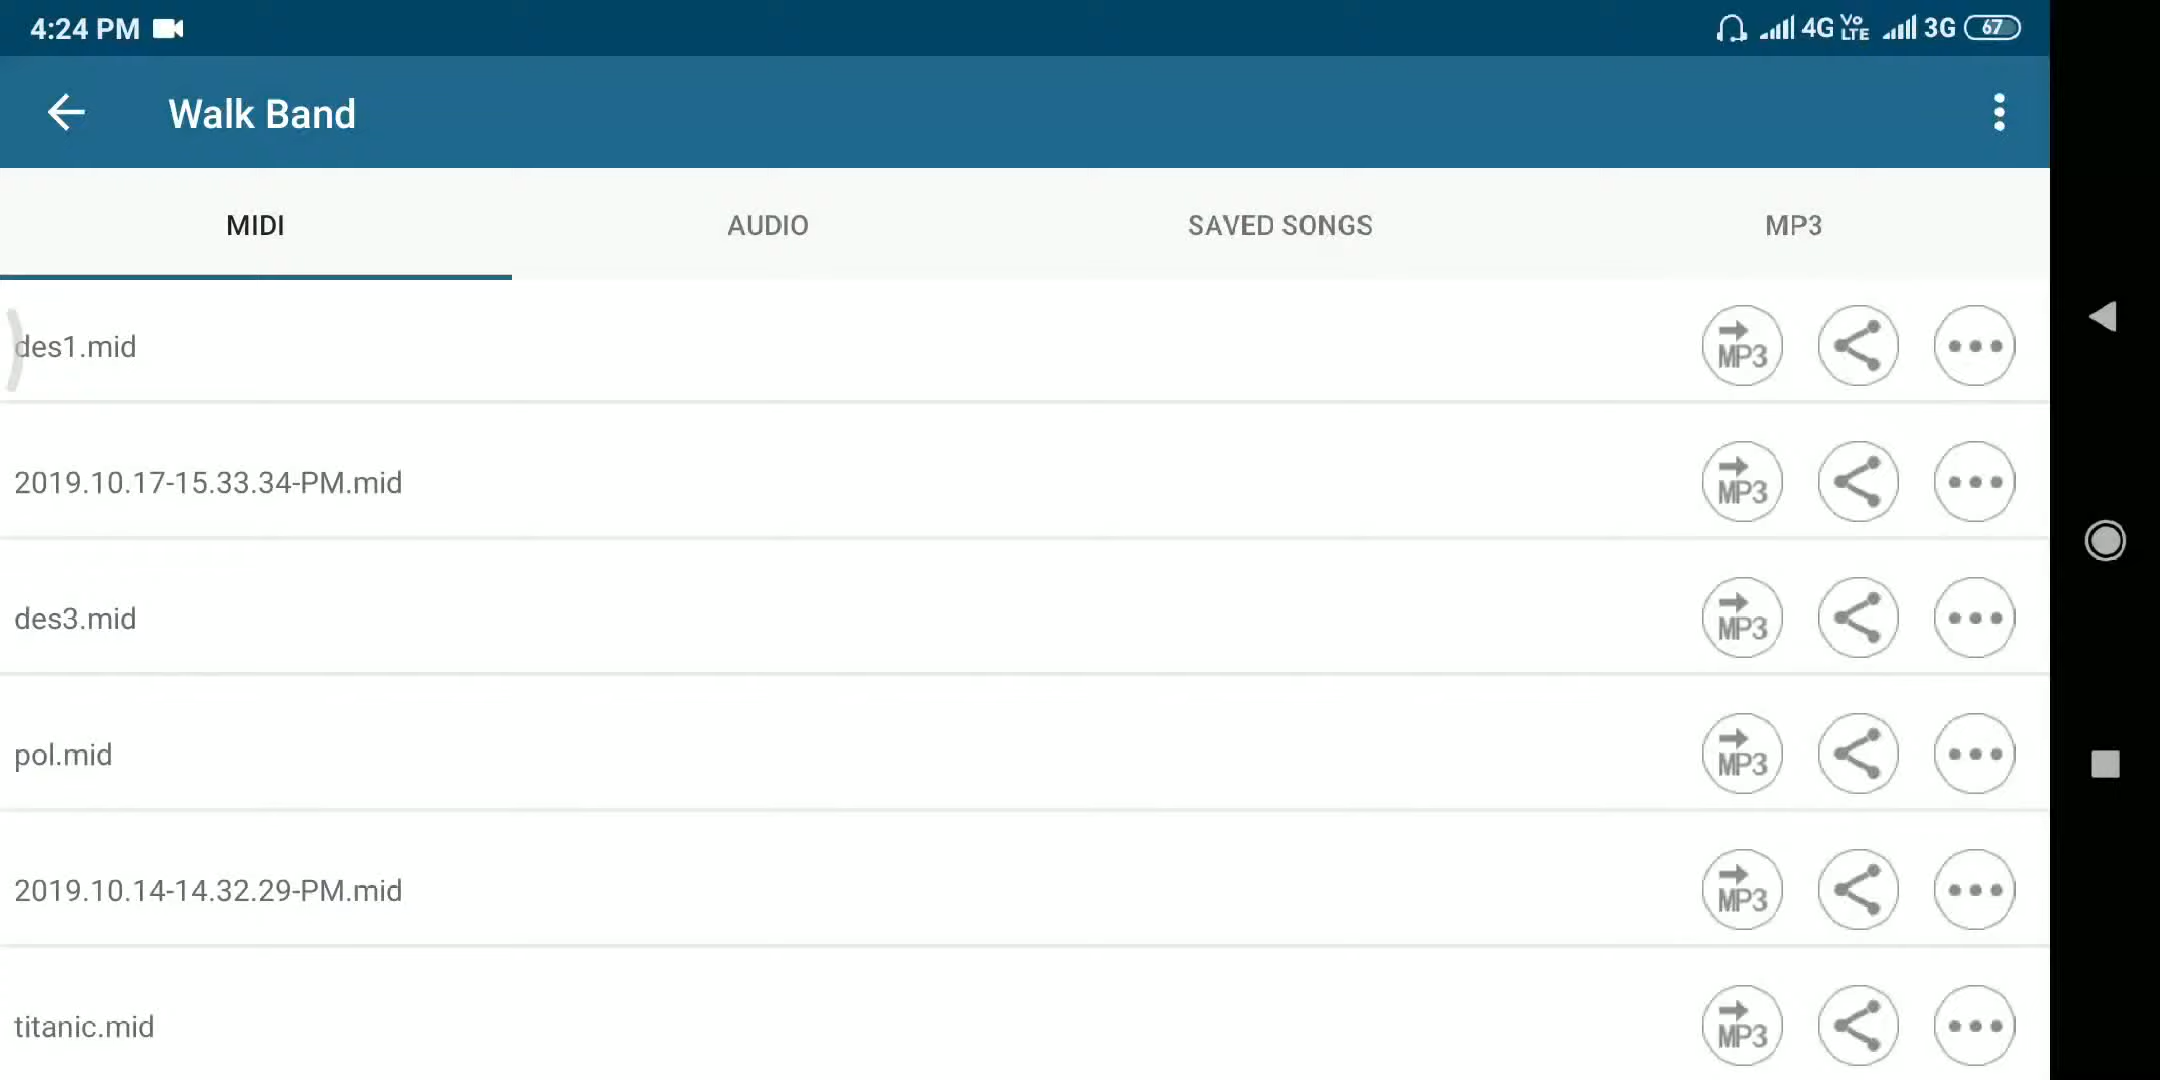 4:24 PM 4G Vo LTE 3G 67
Walk Band
MIDI AUDIO SAVED SONGS MP3
des1.mid MP3
2019.10.17-15.33.34-PM.mid MP3
des3.mid MP3
pol.mid MP3
2019.10.14-14.32.29-PM.mid MP3
titanic.mid MP3